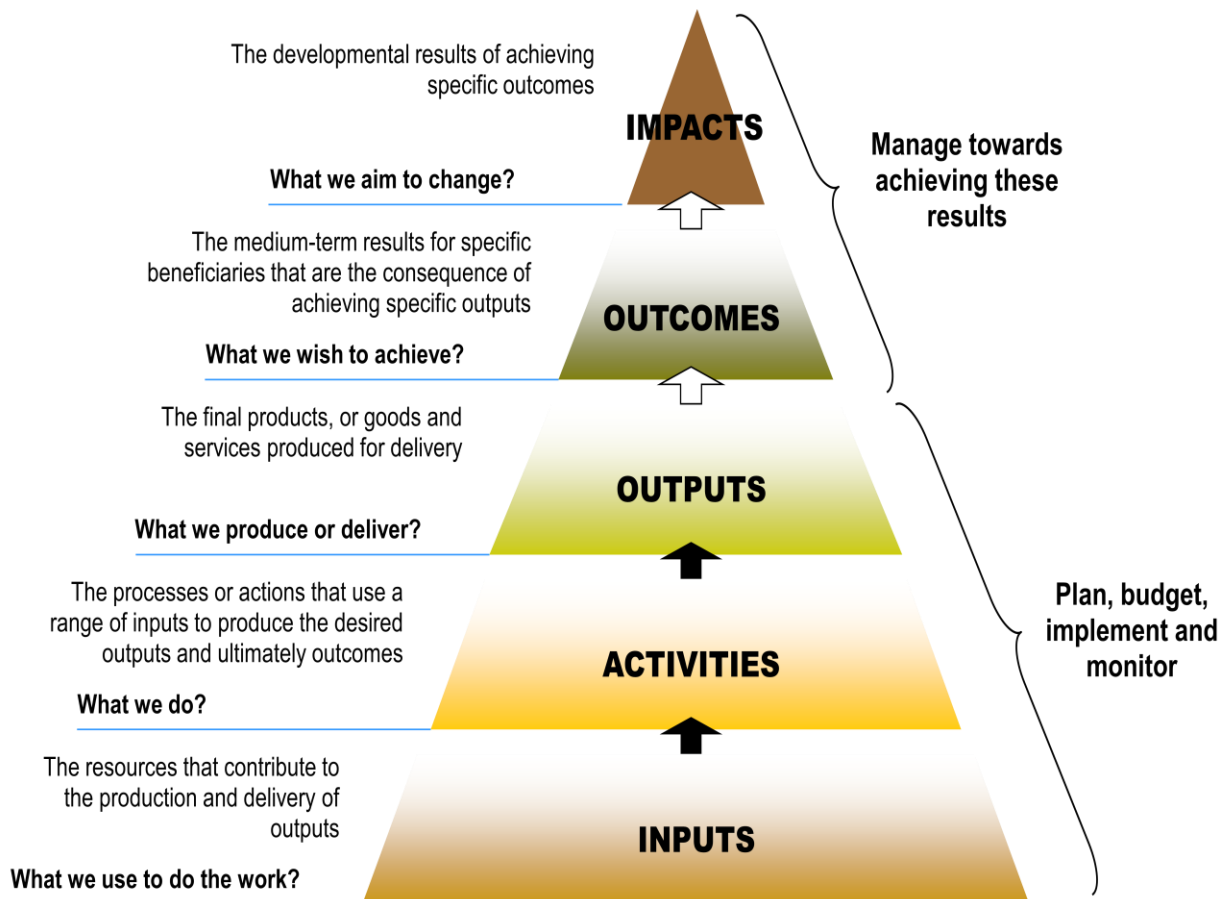 The developmental results of achieving
specific outcomes
IMPACTS
What we aim to change?
Manage towards
achieving these
results
The medium-term results for specific
beneficiaries that are the consequence of
achieving specific outputs
OUTCOMES
What we wish to achieve?
The final products, or goods and
services produced for delivery
OUTPUTS
What we produce or deliver?
The processes or actions that use a
range of inputs to produce the desired
outputs and ultimately outcomes
ACTIVITIES
What we do?
Plan, budget,
implement and
monitor
The resources that contribute to
the production and delivery of
outputs
INPUTS
What we use to do the work?